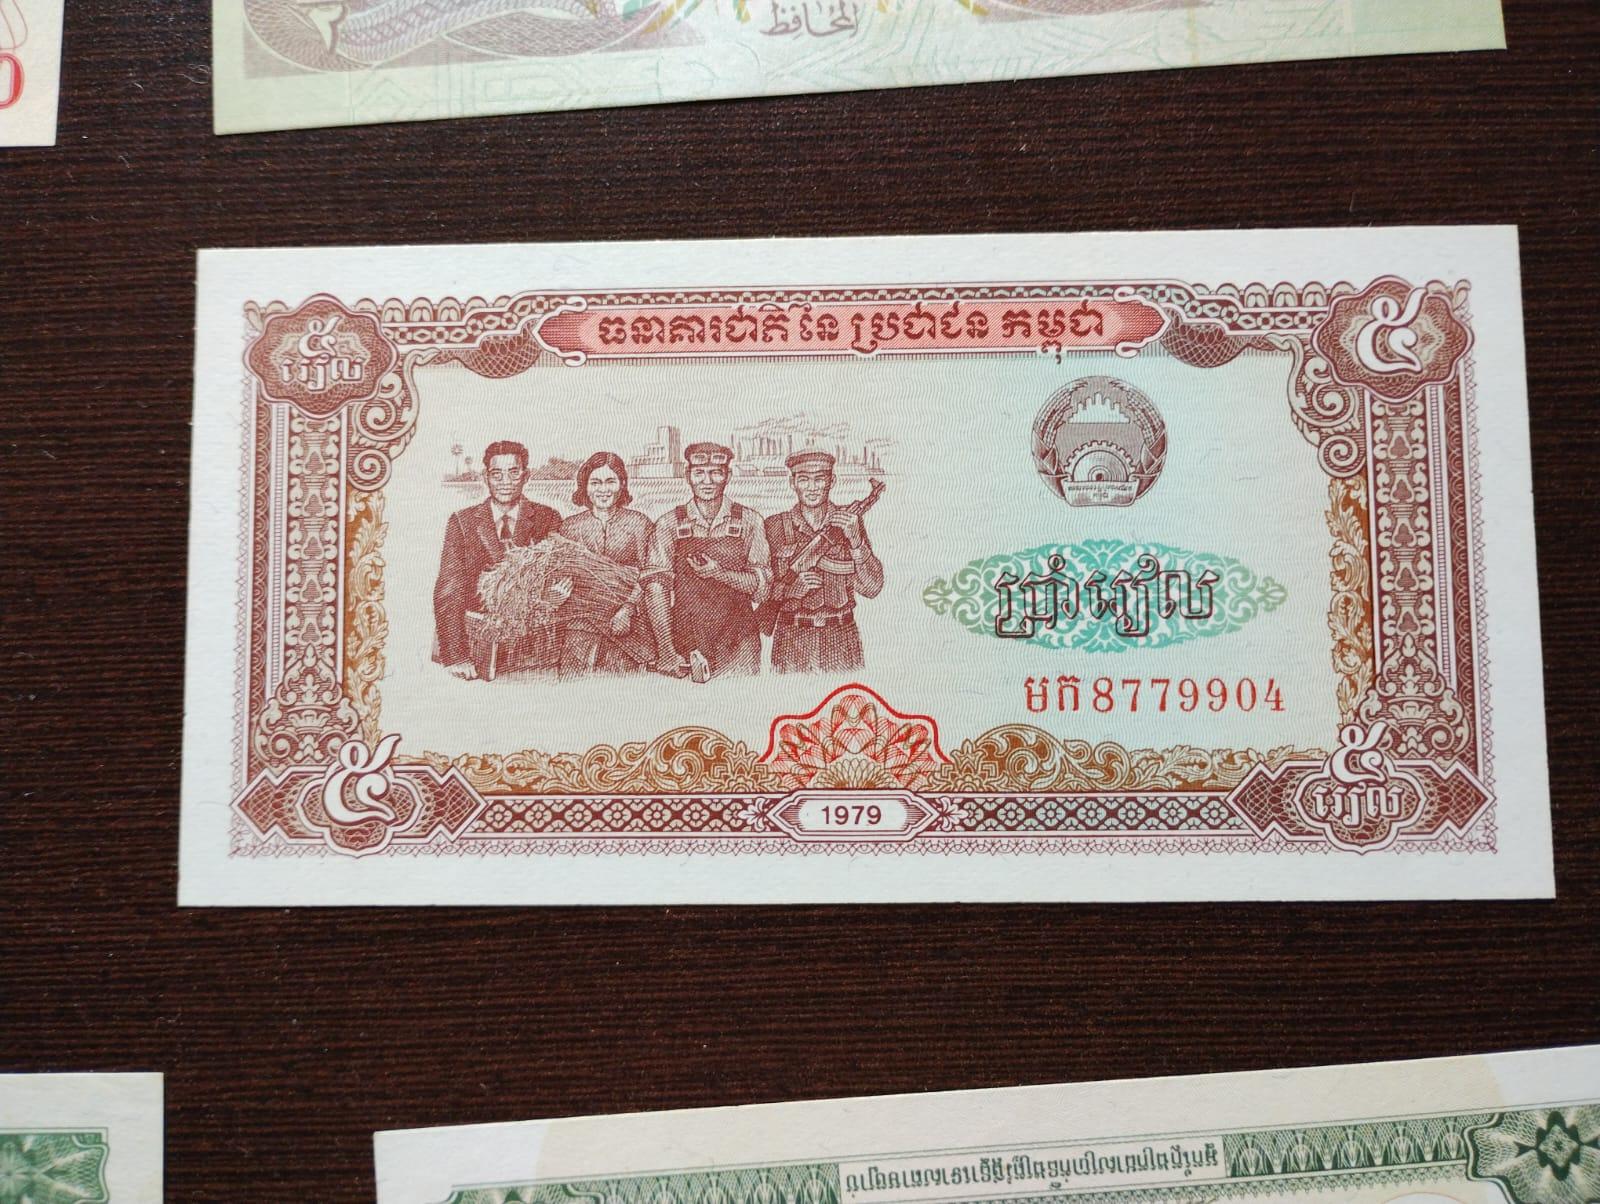 0
المحافظ
ធនាគារជាតិ នៃ ប្រជាជន កម្ពុជា
៥
រៀល
៥
ប្រាំរៀល
មក 8779904
៥
1979
៥
រៀល